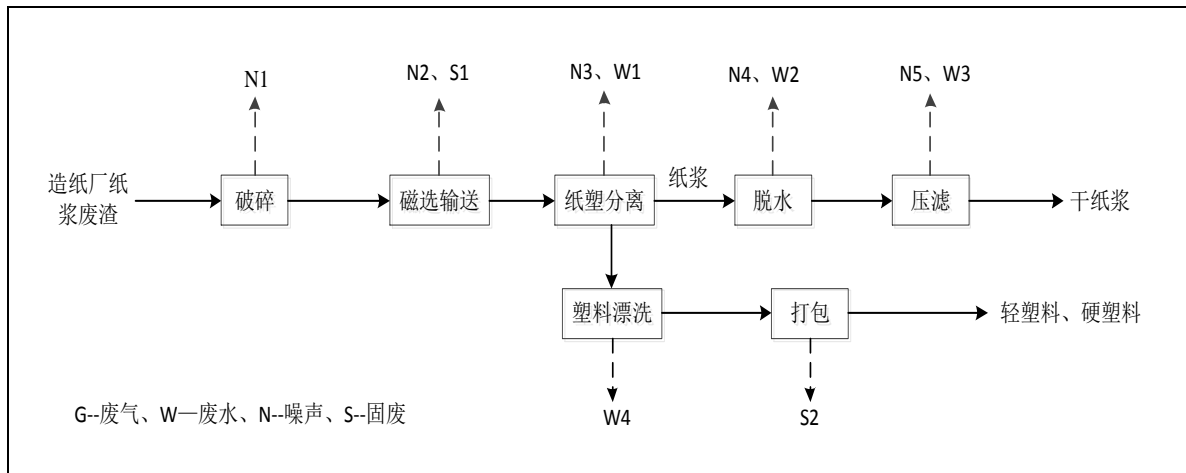 N1
N2、S1
N3、W1
N4、W2
N5、W3
造纸厂纸
浆废渣
破碎
磁选输送
纸塑分离
纸浆
脱水
压滤
干纸浆
塑料漂洗
打包
轻塑料、硬塑料
W4
S2
G--废气、W—废水、N--噪声、S--固废